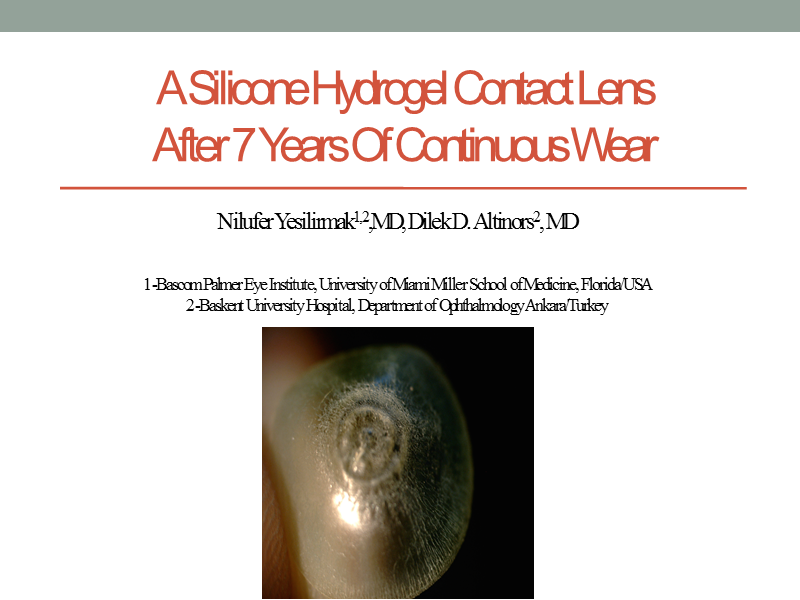 A Silicone Hydrogel Contact Lens
After 7 Years Of Continuous Wear
Nilufer Yesilirmak1,2,MD, Dilek D. Altinors2, MD
1-Bascom Palmer Eye Institute, University of Miami Miller School of Medicine, Florida/USA
2-Baskent University Hospital, Department of Ophthalmology Ankara/Turkey